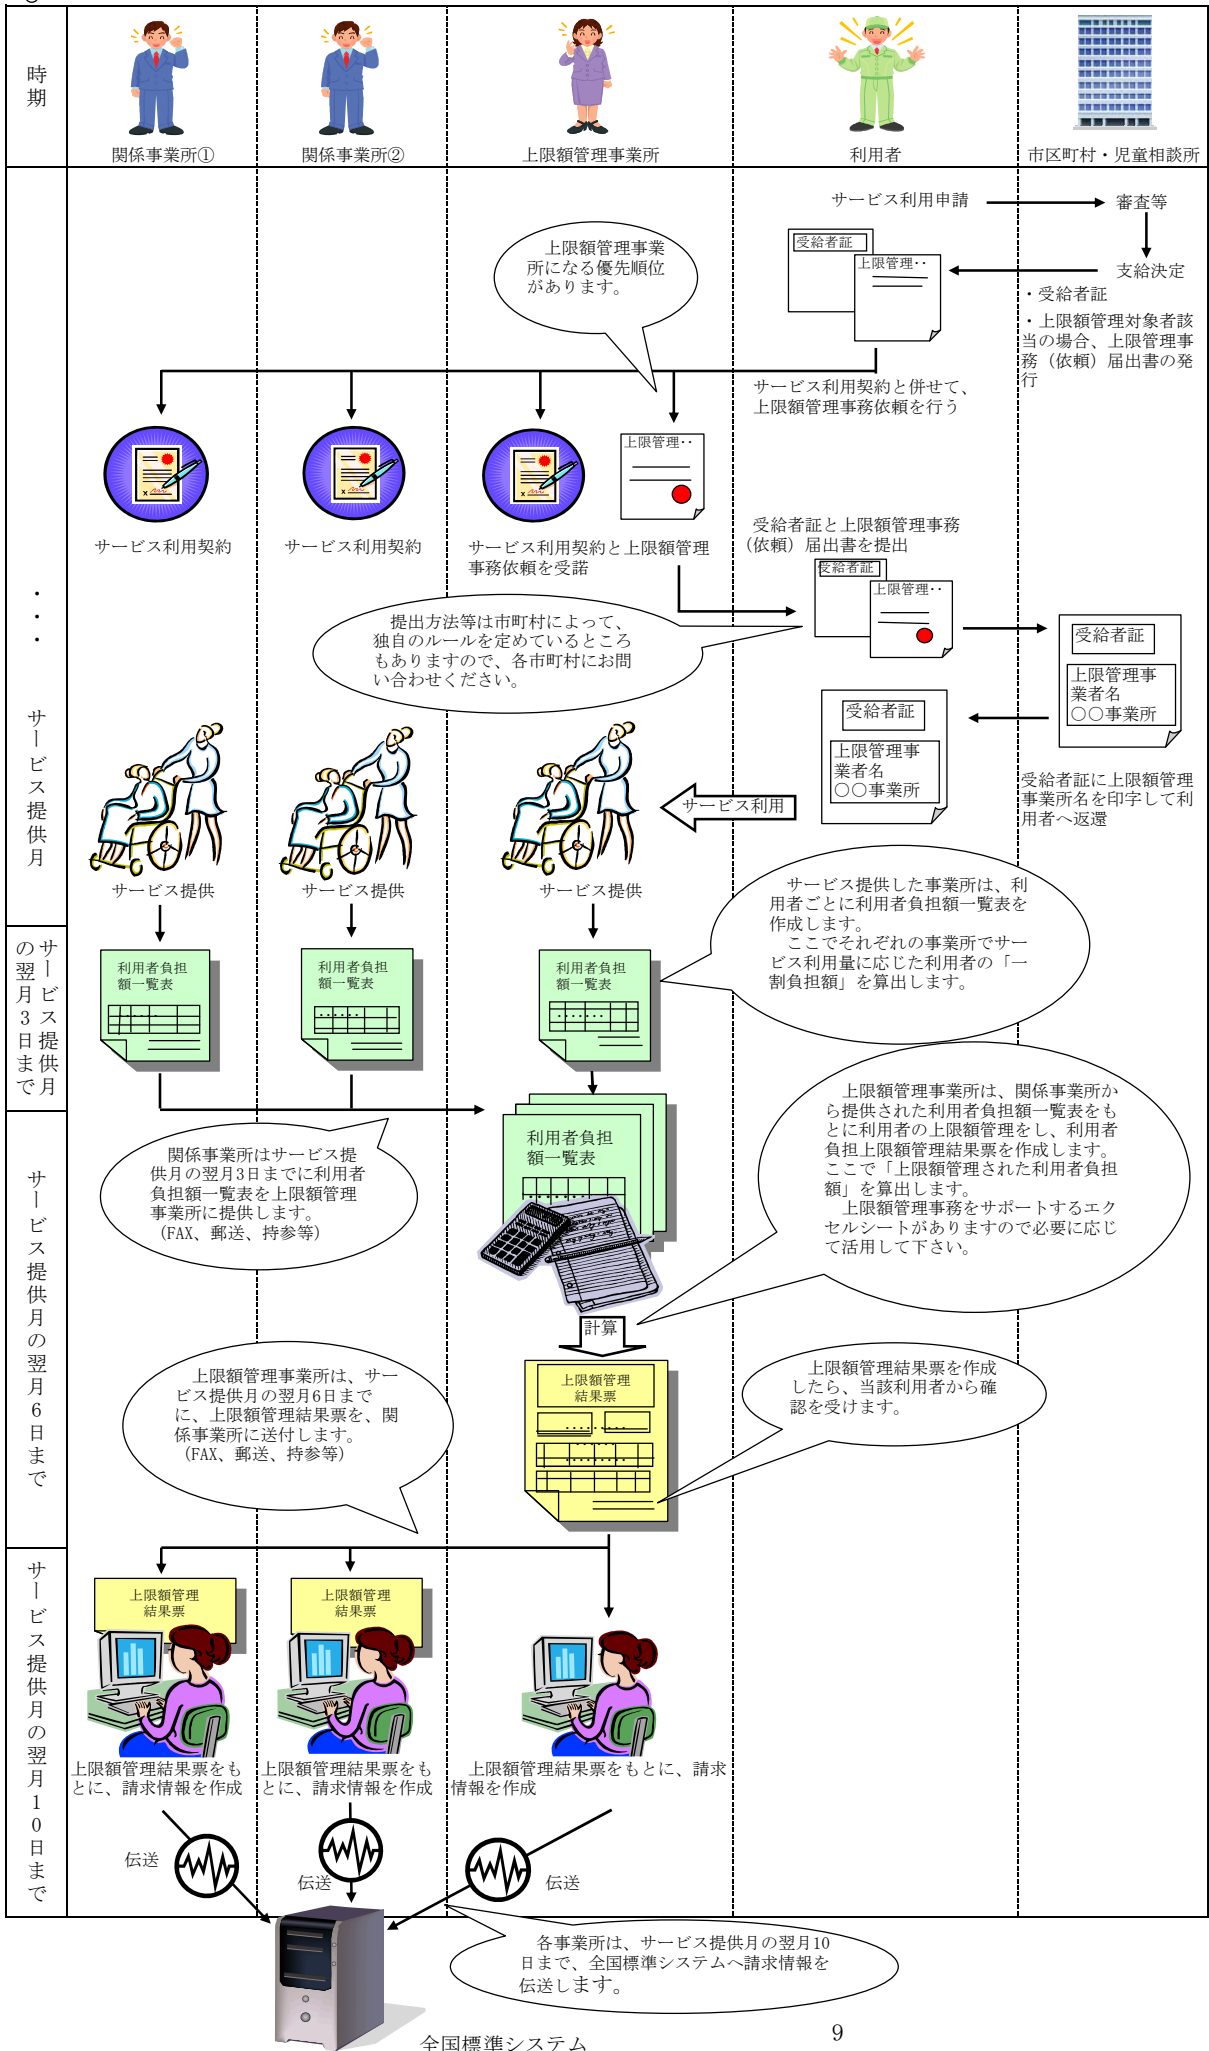 時期
関係事業所①
関係事業所②
上限額管理事業所
利用者
市区町村・児童相談所
サービス利用申請
審査等
支給決定
・受給者証
・上限額管理対象者該
当の場合、上限管理事
務(依頼)届出書の発
行
受給者証
上限管理・・
上限額管理事業
所になる優先順位
があります。
サービス利用契約と併せて、
上限額管理事務依頼を行う
上限管理・・
サービス利用契約
サービス利用契約
サービス利用契約と上限額管理
事務依頼を受諾
受給者証と上限額管理事務
(依頼)届出書を提出
受給者証
上限管理・・
・・・
サービス提供月
提出方法等は市町村によって、
独自のルールを定めているところ
もありますので、各市町村にお問
い合わせください。
受給者証
上限管理事
業者名
○○事業所
受給者証
上限管理事
業者名
○○事業所
受給者証に上限額管理
事業所名を印字して利
用者へ返還
サービス利用
サービス提供
サービス提供
サービス提供
サービス提供した事業所は、利
用者ごとに利用者負担額一覧表を
作成します。
ここでそれぞれの事業所でサー
ビス利用量に応じた利用者の「一
割負担額」を算出します。
サービス提供月
の翌月3日まで
利用者負担
額一覧表
利用者負担
額一覧表
利用者負担
額一覧表
サービス提供月の翌月6日まで
関係事業所はサービス提
供月の翌月3日までに利用者
負担額一覧表を上限額管理
事業所に提供します。
(FAX、郵送、持参等)
利用者負担
額一覧表
上限額管理事業所は、関係事業所か
ら提供された利用者負担額一覧表をも
とに利用者の上限額管理をし、利用者
負担上限額管理結果票を作成します。
ここで「上限額管理された利用者負担
額」を算出します。
上限額管理事務をサポートするエク
セルシートがありますので必要に応じ
て活用して下さい。
計算
上限額管理事業所は、サー
ビス提供月の翌月6日まで
に、上限額管理結果票を、関
係事業所に送付します。
(FAX、郵送、持参等)
上限額管理
結果票
上限額管理結果票を作成
したら、当該利用者から確
認を受けます。
サービス提供月の翌月10日まで
上限額管理
結果票
上限額管理
結果票
上限額管理結果票をも
とに、請求情報を作成
上限額管理結果票をも
とに、請求情報を作成
上限額管理結果票をもとに、請求
情報を作成
伝送
伝送
伝送
各事業所は、サービス提供月の翌月10
日まで、全国標準システムへ請求情報を
伝送します。
全国標準システム
9